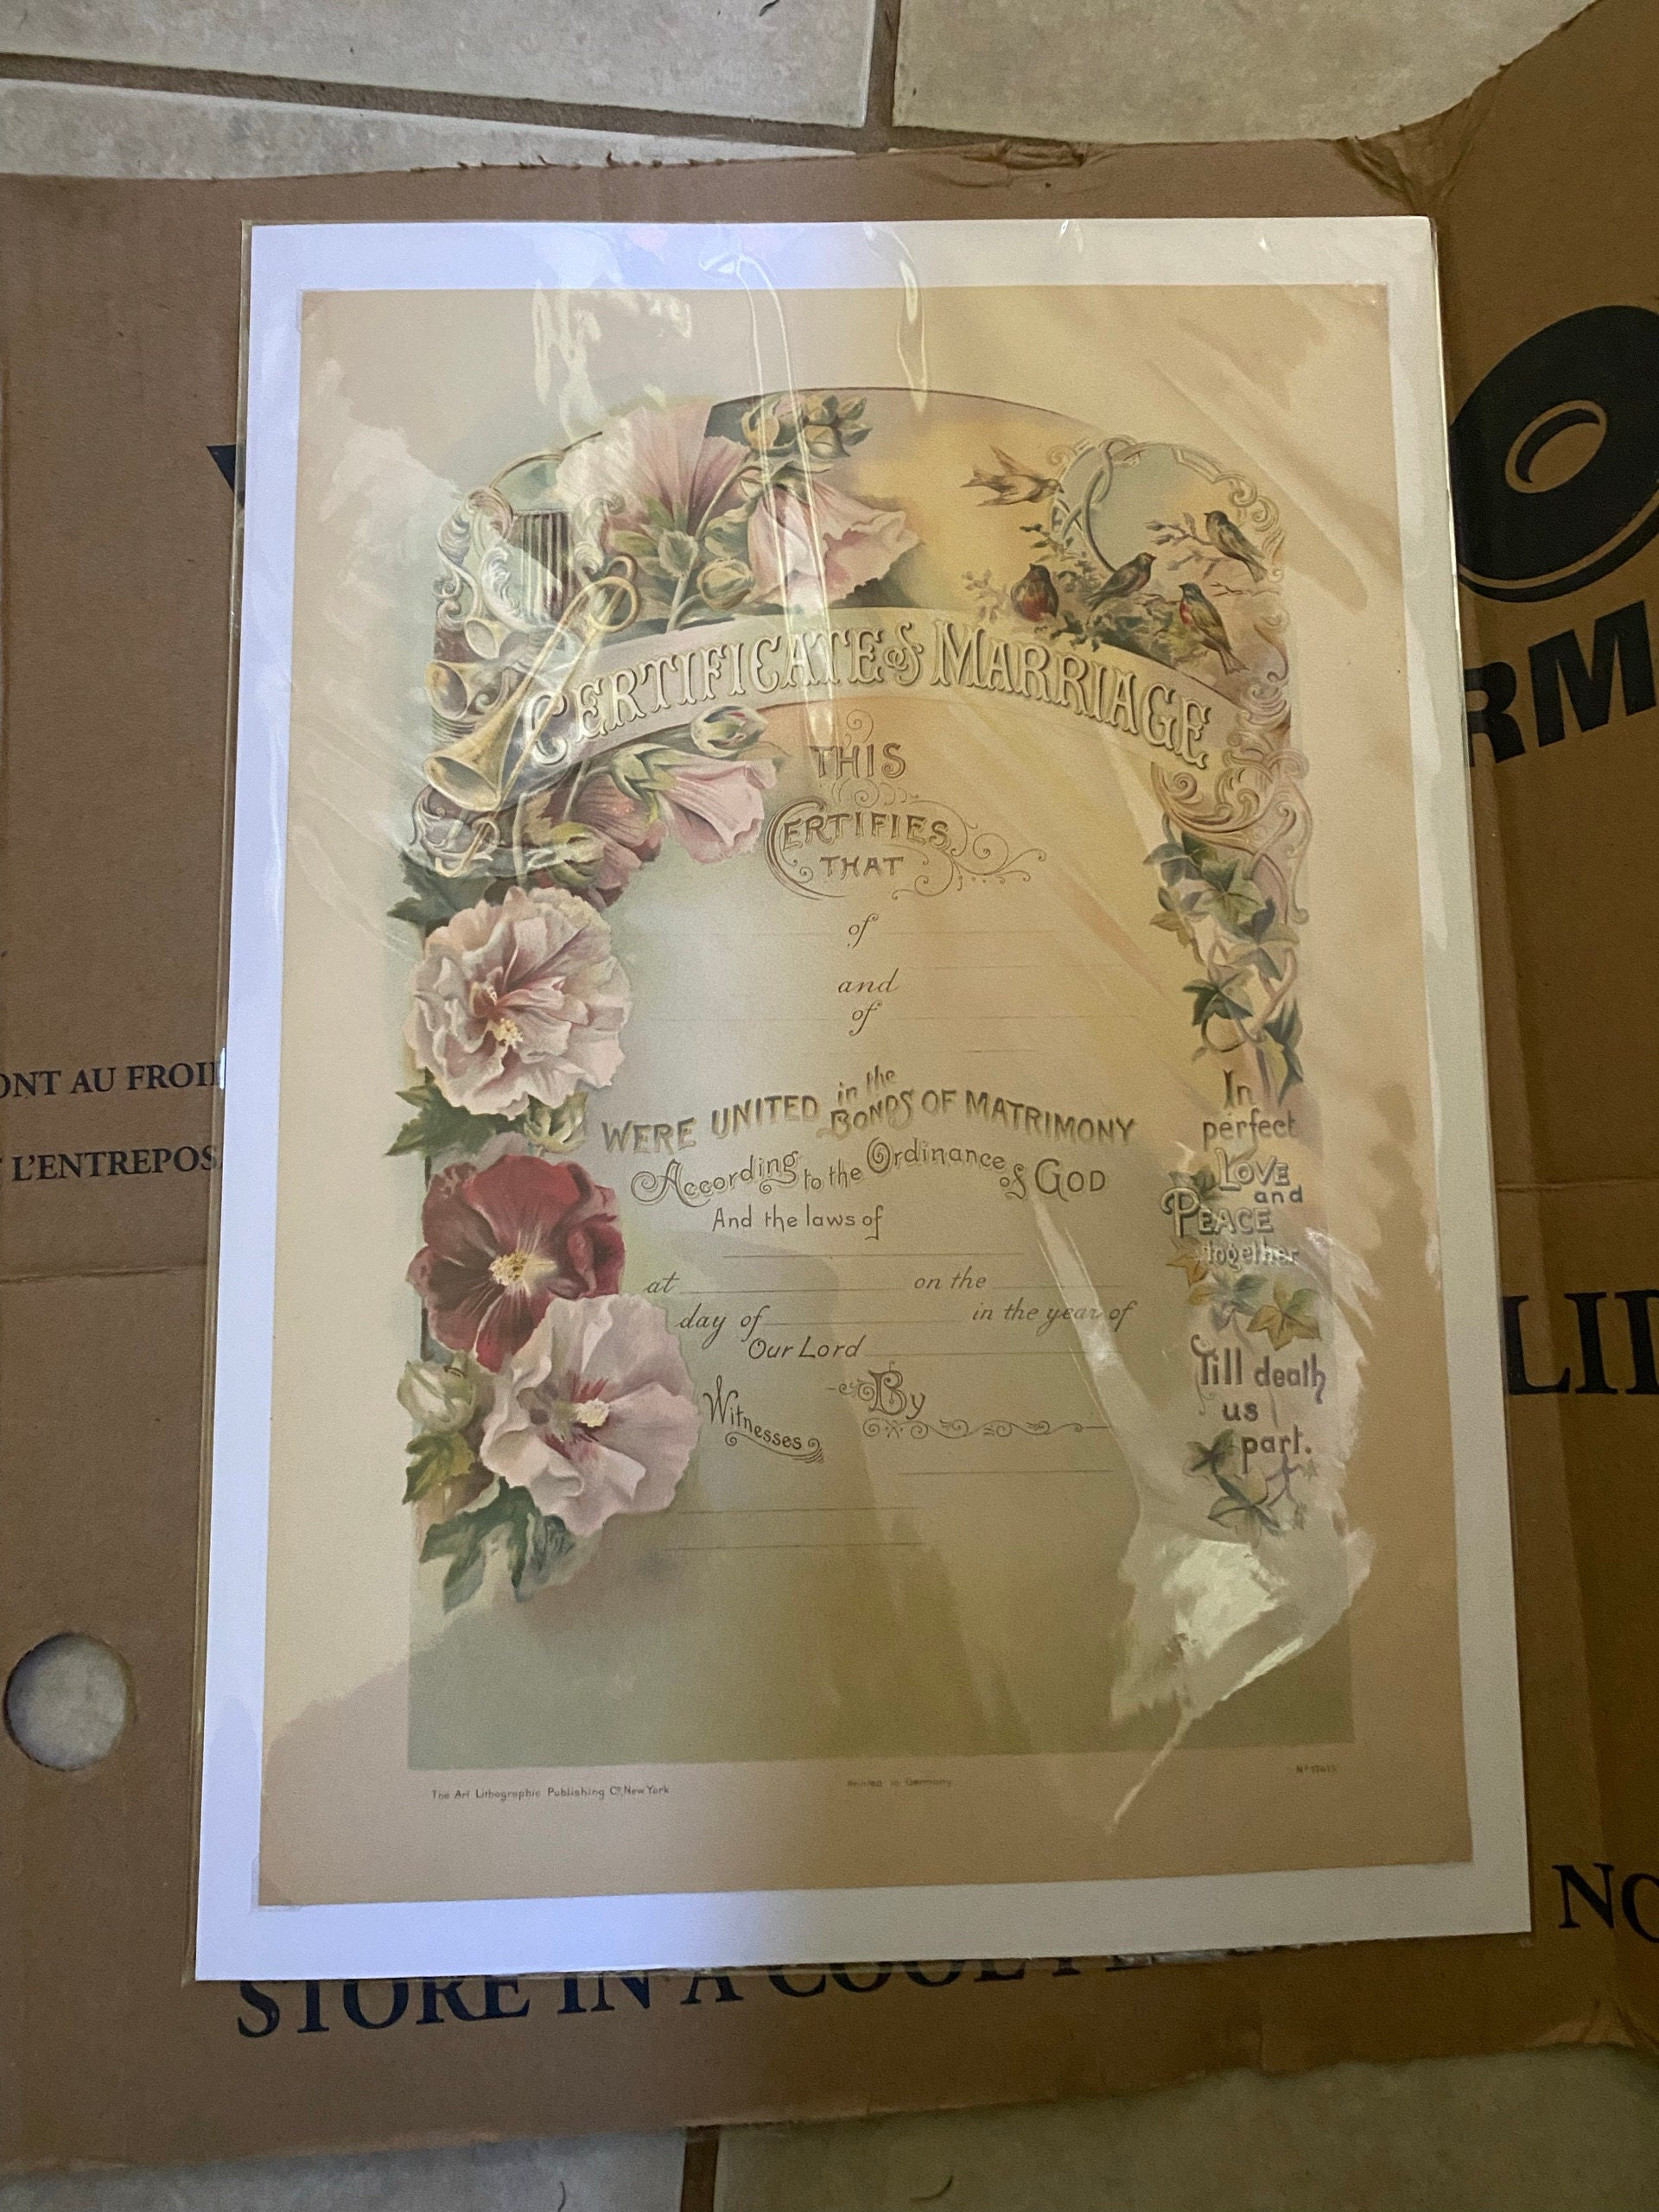 CERTIFICATE of MARRIAGE
THIS
CERTIFIES
THAT
of
and
of
WERE UNITED in the BONDS OF MATRIMONY
According to the Ordinance of GOD
And the laws of
at on the
day of in the year of
Our Lord
Witnesses By
In
perfect
LOVE
and
PEACE
together
Till death
us
part.
The Art Lithographic Publishing Co, New York
Printed in Germany
ONT AU FROID
L'ENTREPOS
STORE IN A COOL
RM
LID
NO